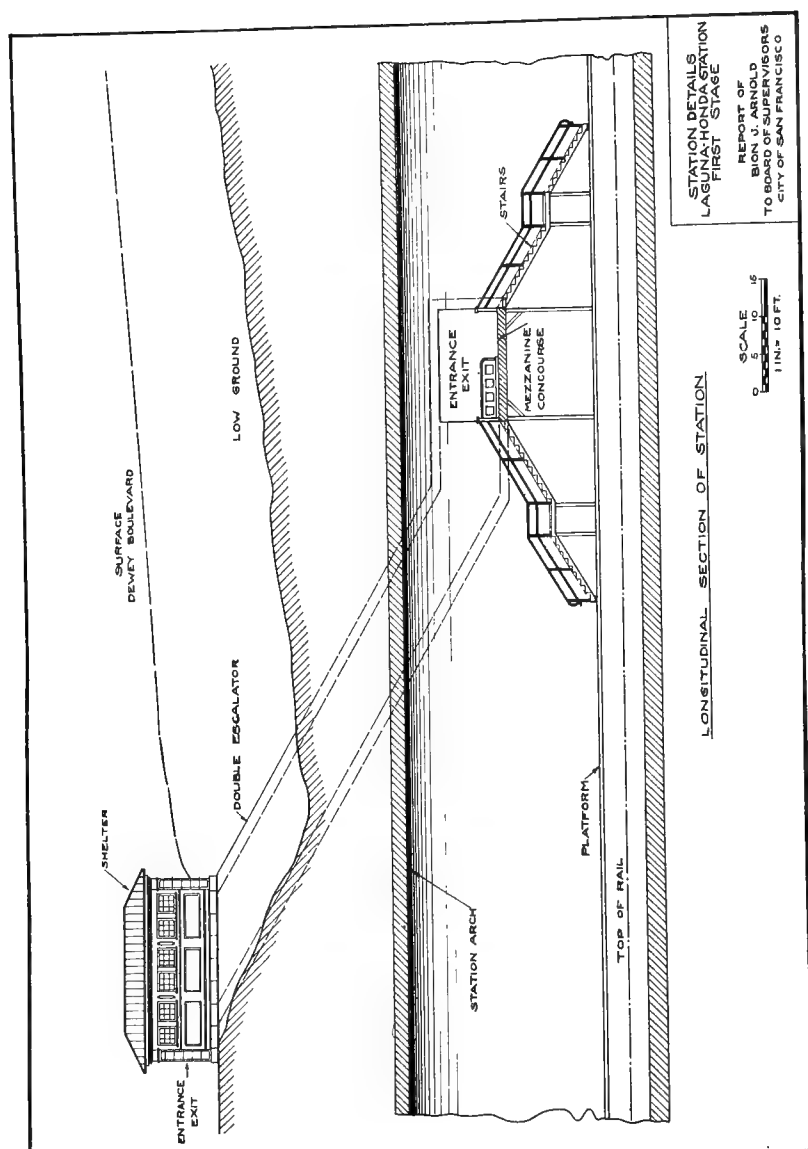 SHELTER
SURFACE
DEWEY BOULEVARD
ENTRANCE
EXIT
DOUBLE ESCALATOR
LOW GROUND
STATION ARCH
ENTRANCE
EXIT
MEZZANINE
CONCOURGE
STAIRS
PLATFORM
TOP OF RAIL
LONGITUDINAL SECTION OF STATION
SCALE
0 5 10 15
1 IN.= 10 FT.
STATION DETAILS
LAGUNA-HONDA STATION
FIRST STAGE
REPORT OF
BION J. ARNOLD
TO BOARD OF SUPERVISORS
CITY OF SAN FRANCISCO